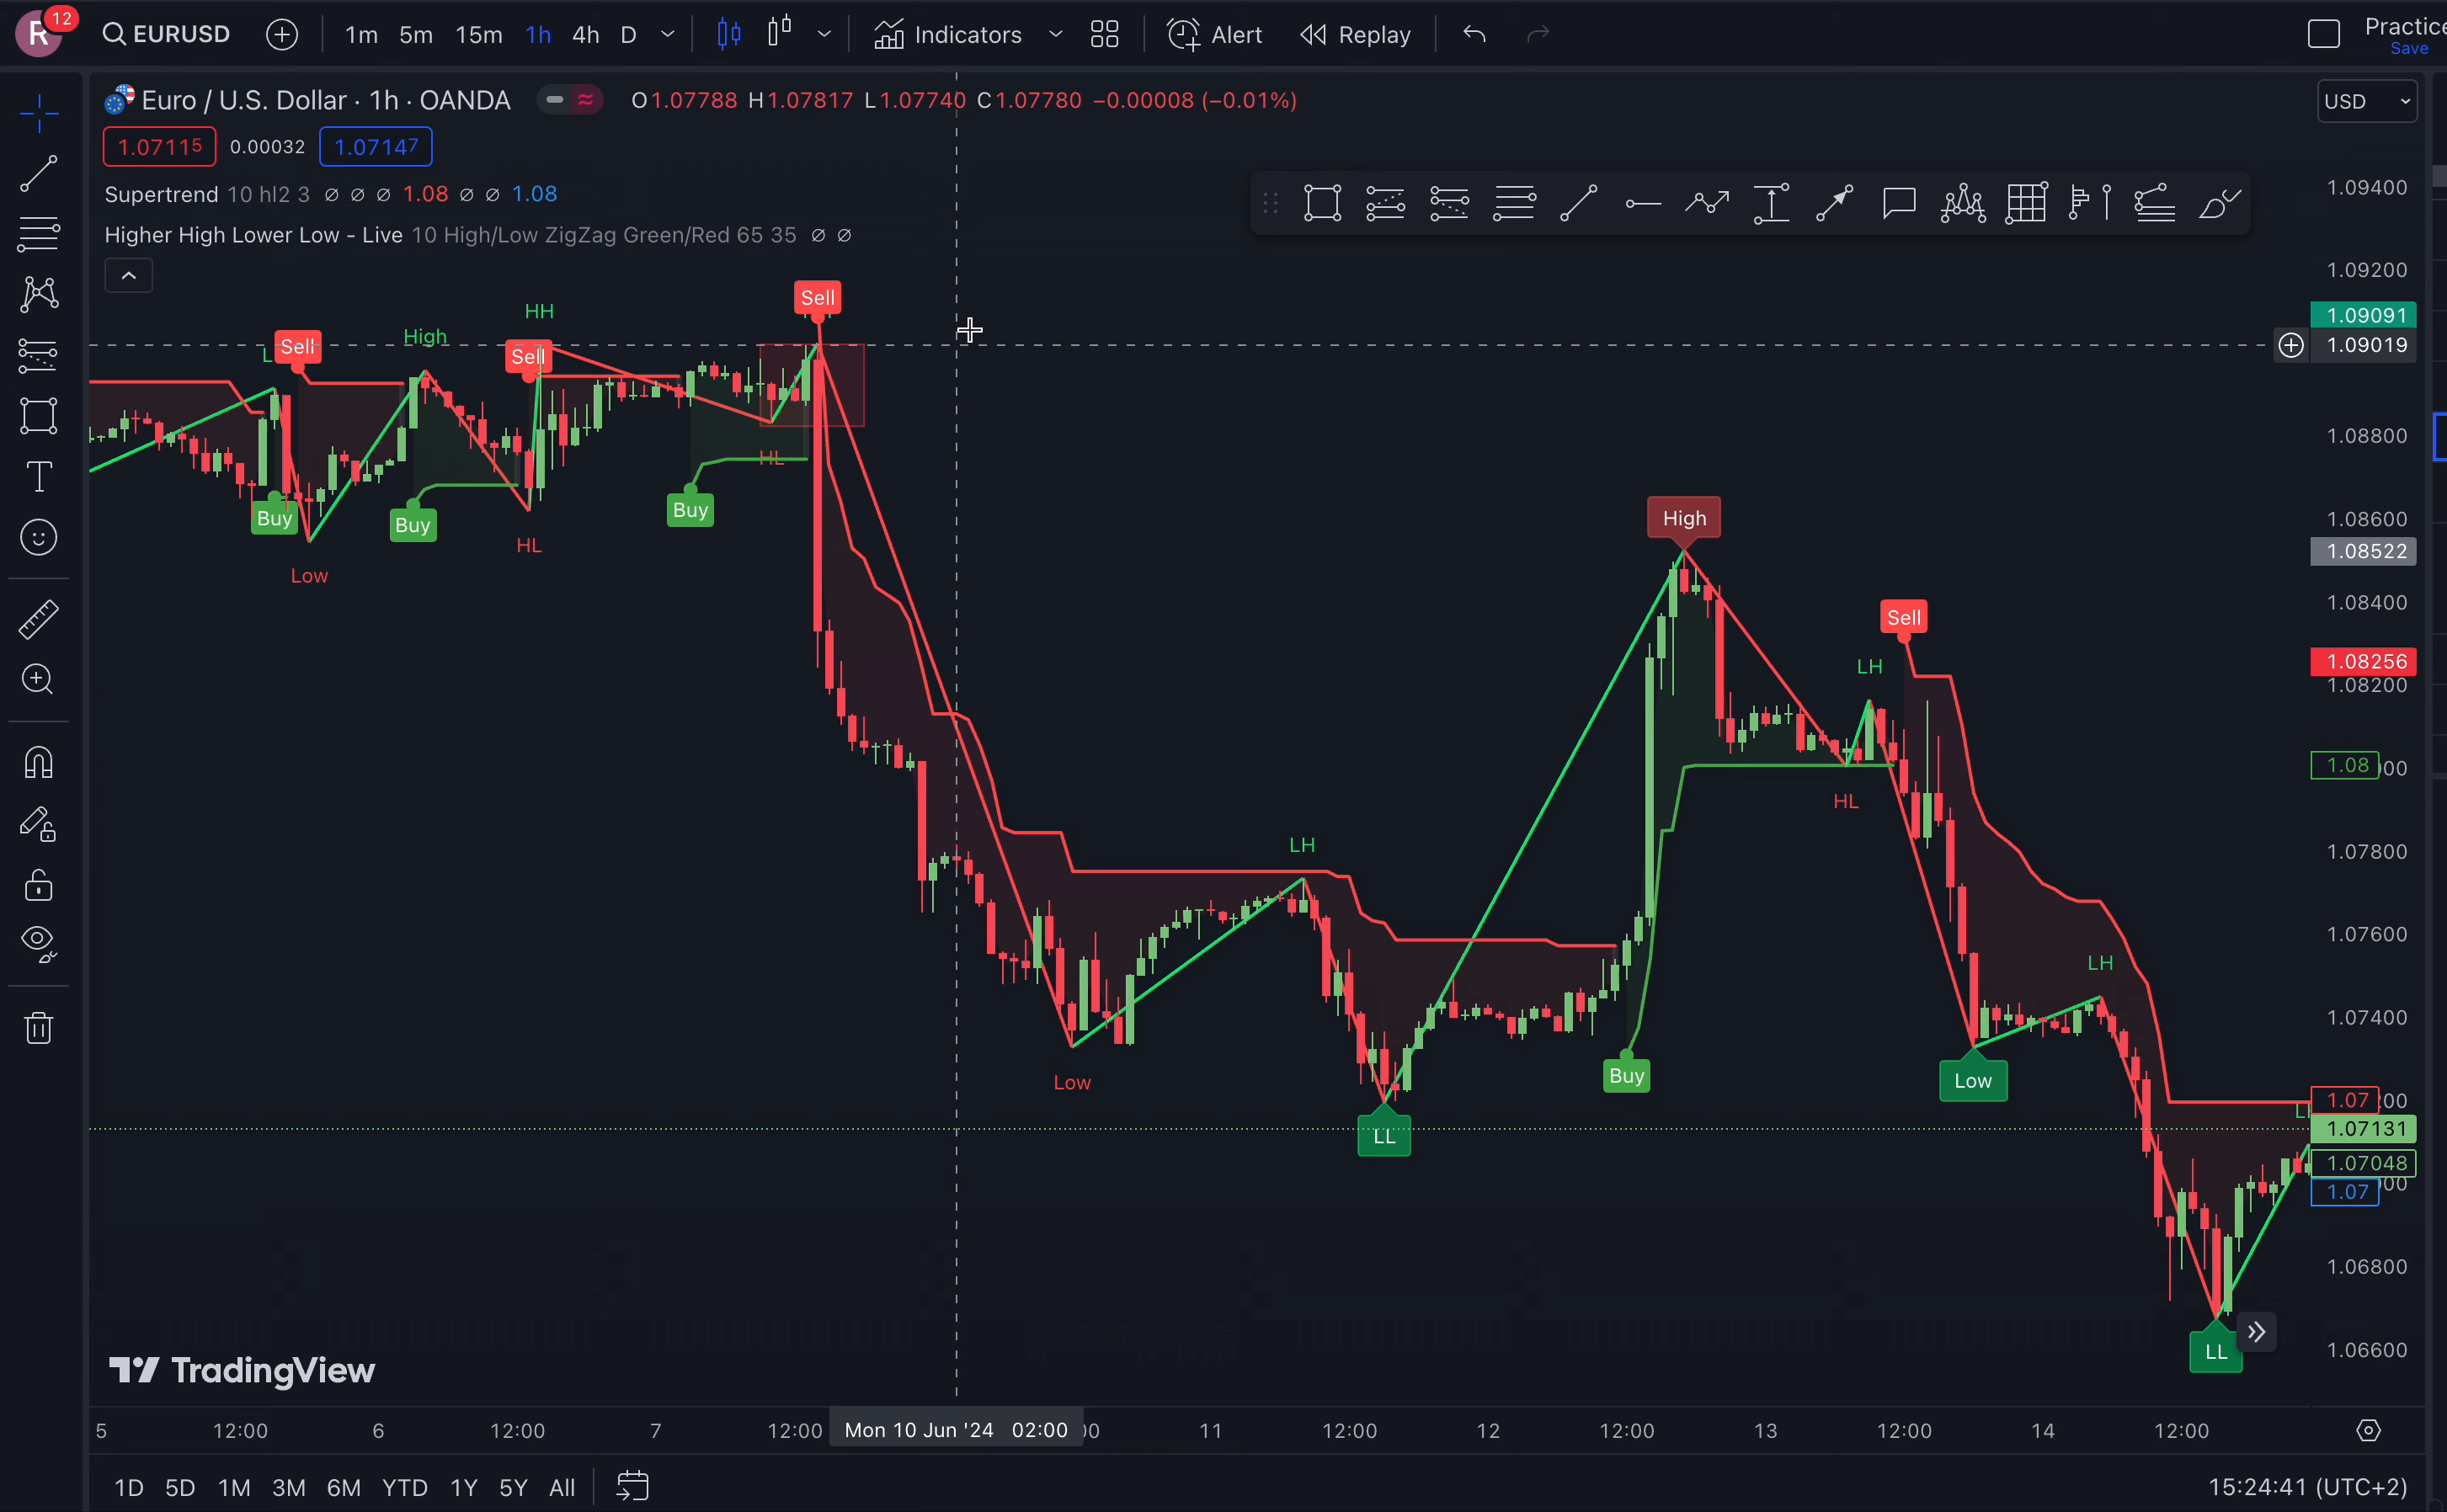 R 12 EURUSD 1m 5m 15m 1h 4h D Indicators Alert Replay Practice
Save
Euro / U.S. Dollar · 1h · OANDA O1.07788 H1.07817 L1.07740 C1.07780 −0.00008 (−0.01%) USD
1.07115 0.00032 1.07147
Supertrend 10 hl2 3 ∅ ∅ ∅ 1.08 ∅ ∅ 1.08
Higher High Lower Low - Live 10 High/Low ZigZag Green/Red 65 35 ∅ ∅
1.09400
1.09200
1.09091
1.09019
1.08800
1.08600
1.08522
1.08400
1.08256
1.08200
1.08
1.07800
1.07600
1.07400
1.07
1.07131
1.07048
1.07
1.06800
1.06600
Sell
HH
High
Sell
Sell
HL
Buy
Buy
Buy
HL
Low
High
Sell
LH
HL
LH
LH
Low
Buy
Low
LL
LL
TradingView
5 12:00 6 12:00 7 12:00 Mon 10 Jun '24 02:00 11 12:00 12 12:00 13 12:00 14 12:00
1D 5D 1M 3M 6M YTD 1Y 5Y All 15:24:41 (UTC+2)